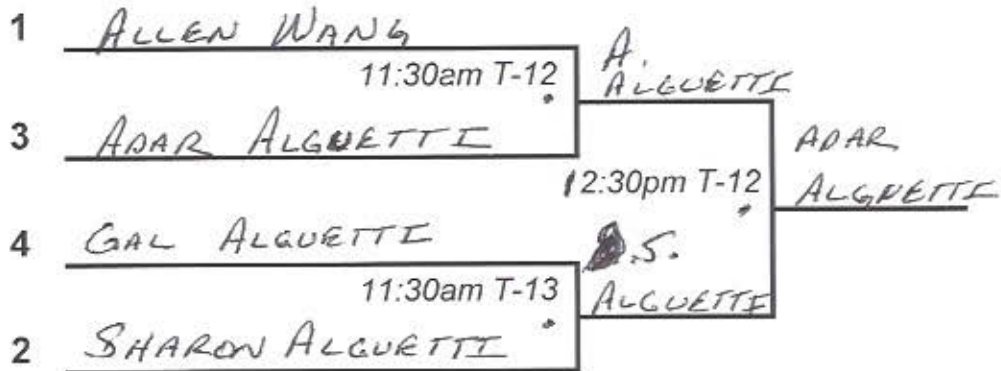 1 ALLEN WANG
11:30am T-12
A.
ALGUETTI
3 ADAR ALGUETTI
ADAR
ALGUETTI
12:30pm T-12
4 GAL ALGUETTI
S.
ALGUETTI
11:30am T-13
2 SHARON ALGUETTI